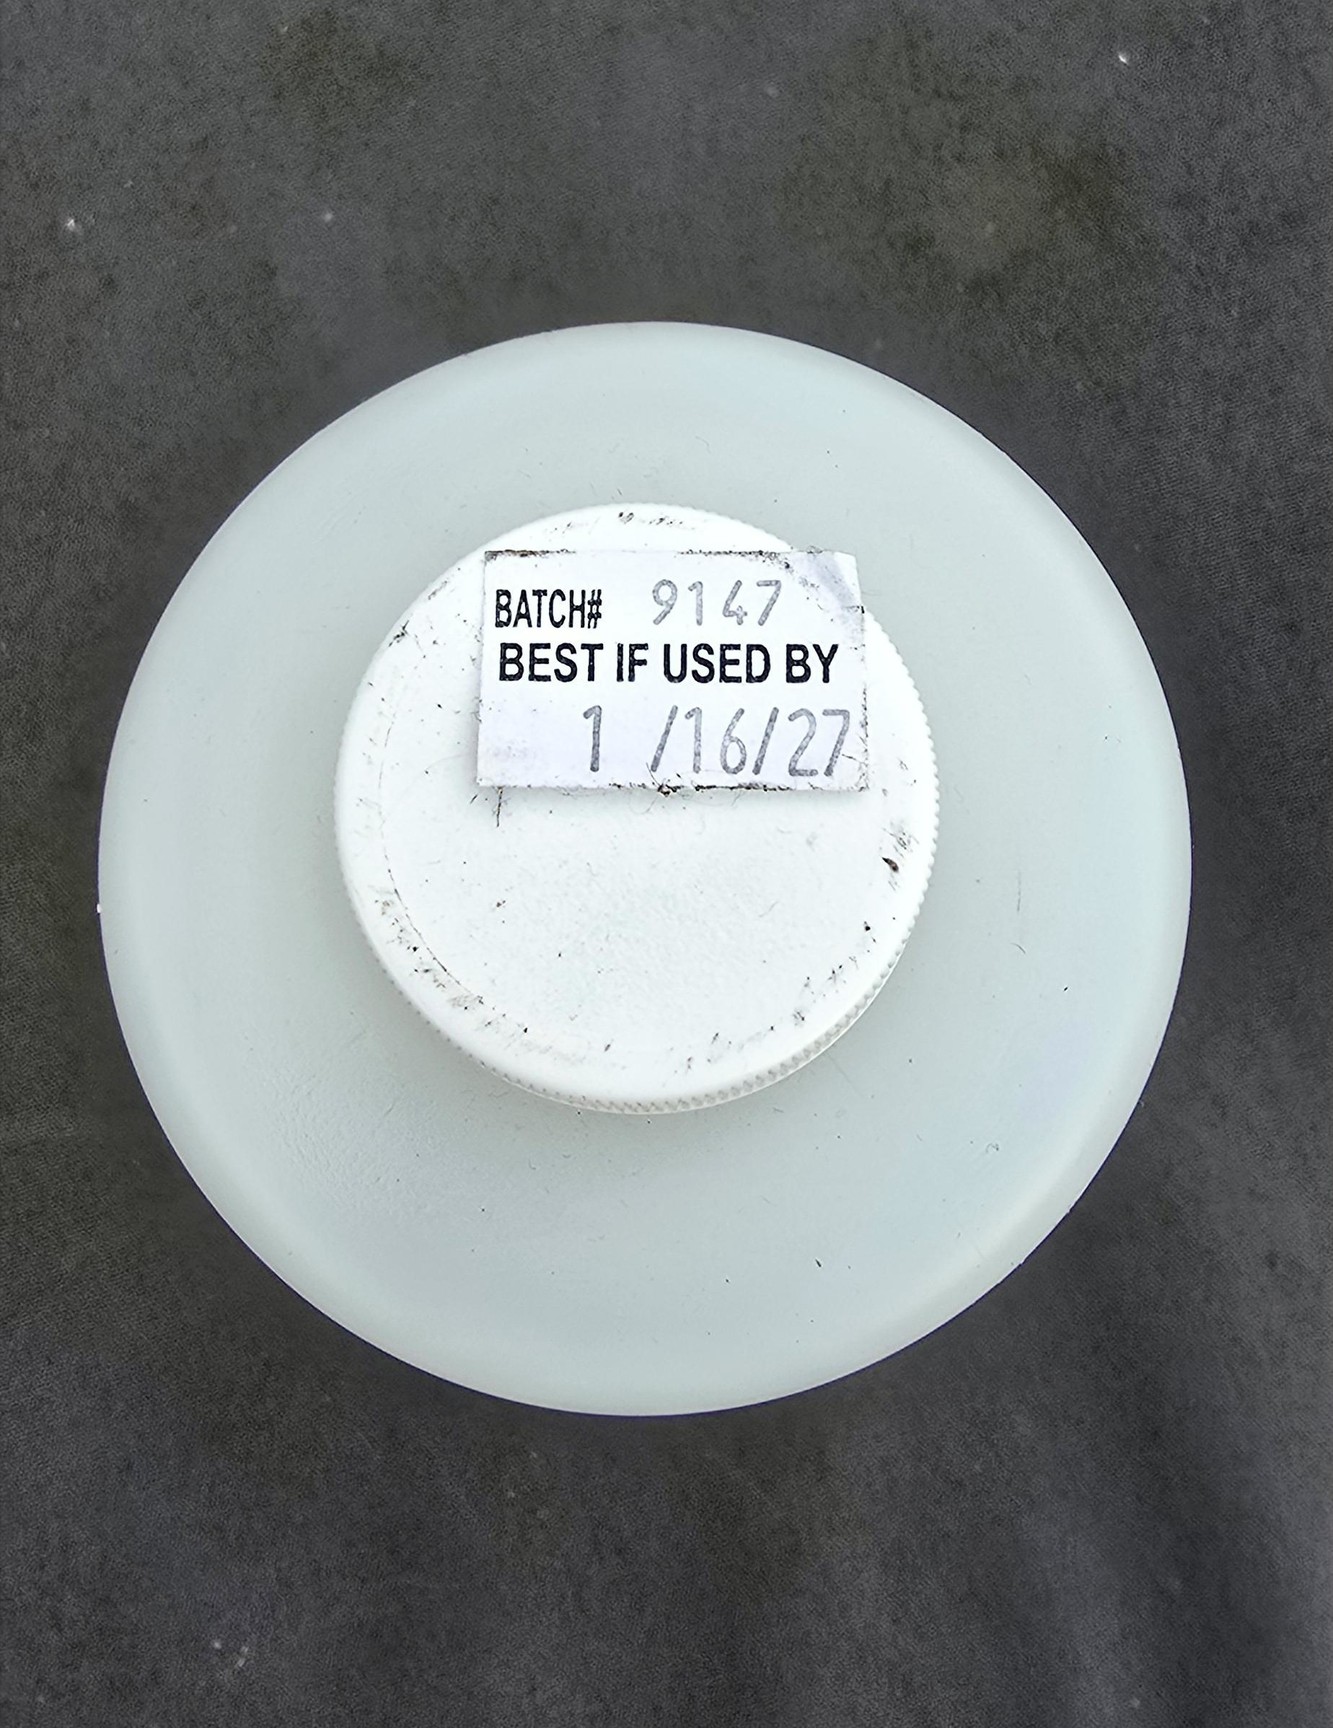 BATCH# 9147
BEST IF USED BY
1 /16/27